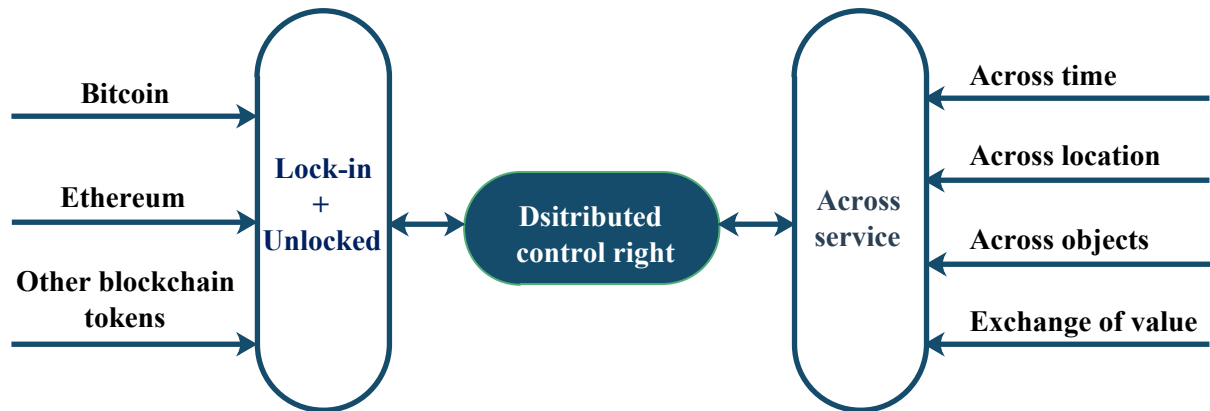 Bitcoin
Ethereum
Other blockchain
tokens
Lock-in
+
Unlocked
Dsitributed
control right
Across
service
Across time
Across location
Across objects
Exchange of value